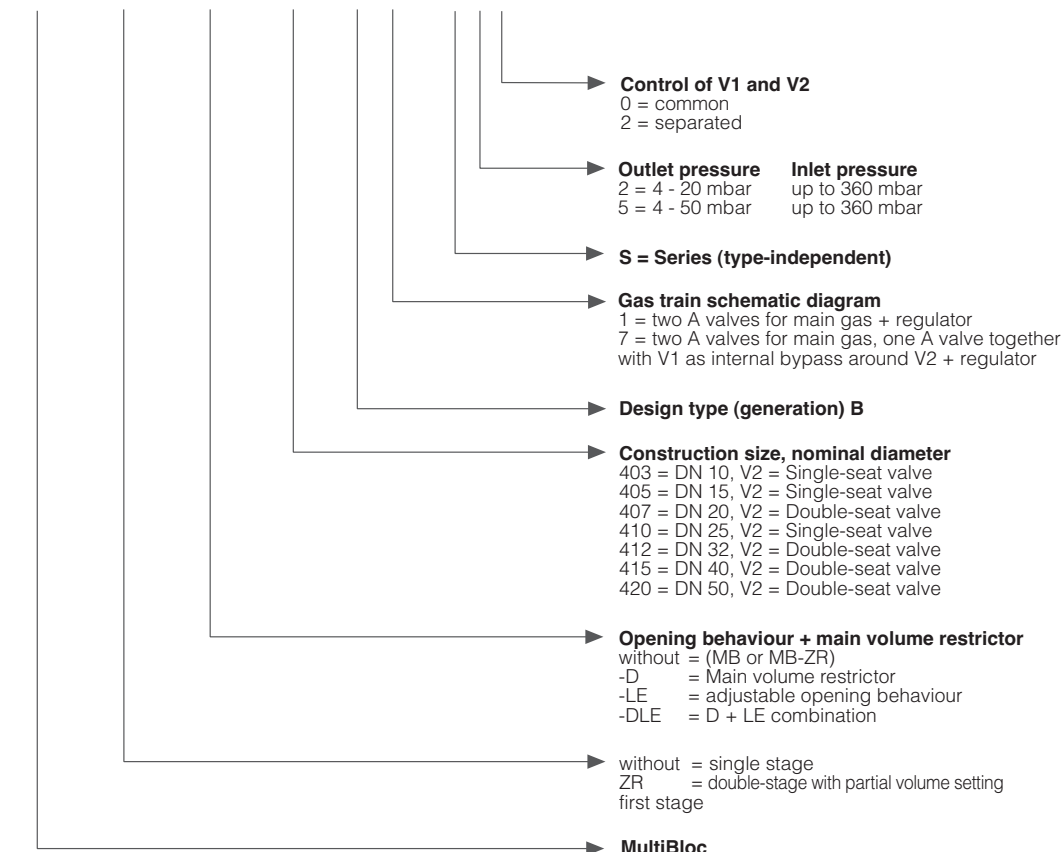 Control of V1 and V2
0 = common
2 = separated
Outlet pressure Inlet pressure
2 = 4 - 20 mbar up to 360 mbar
5 = 4 - 50 mbar up to 360 mbar
S = Series (type-independent)
Gas train schematic diagram
1 = two A valves for main gas + regulator
7 = two A valves for main gas, one A valve together
with V1 as internal bypass around V2 + regulator
Design type (generation) B
Construction size, nominal diameter
403 = DN 10, V2 = Single-seat valve
405 = DN 15, V2 = Single-seat valve
407 = DN 20, V2 = Double-seat valve
410 = DN 25, V2 = Single-seat valve
412 = DN 32, V2 = Double-seat valve
415 = DN 40, V2 = Double-seat valve
420 = DN 50, V2 = Double-seat valve
Opening behaviour + main volume restrictor
without = (MB or MB-ZR)
-D = Main volume restrictor
-LE = adjustable opening behaviour
-DLE = D + LE combination
without = single stage
ZR = double-stage with partial volume setting
first stage
MultiBloc